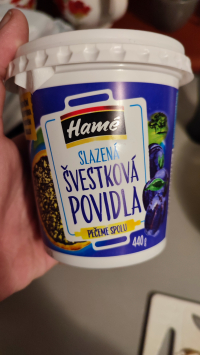 Hamé
SLAZENÁ
ŠVESTKOVÁ
POVIDLA
PEČEME SPOLU
440 g